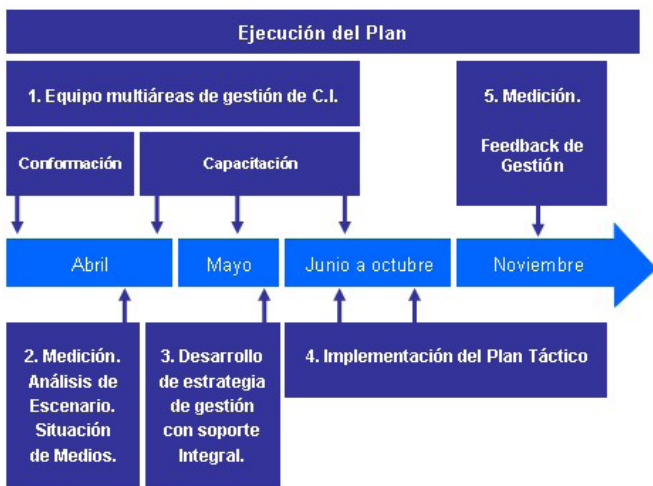 Ejecución del Plan
1. Equipo multiáreas de gestión de C.I.
5. Medición.
Feedback de
Gestión
Conformación
Capacitación
Abril
Mayo
Junio a octubre
Noviembre
2. Medición.
Análisis de
Escenario.
Situación
de Medios.
3. Desarrollo
de estrategia
de gestión
con soporte
Integral.
4. Implementación del Plan Táctico